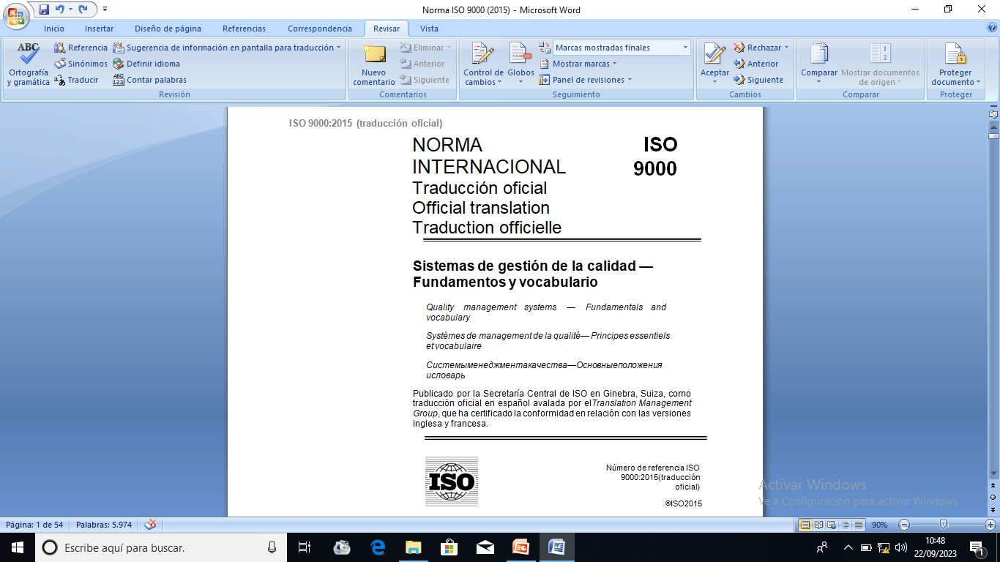 Norma ISO 9000 (2015) - Microsoft Word
Inicio Insertar Diseño de página Referencias Correspondencia Revisar Vista
ABC
Ortografía y gramática
Referencia
Sinónimos
Traducir
Sugerencia de información en pantalla para traducción
Definir idioma
ABC 123 Contar palabras
Revisión
Nuevo comentario
Eliminar
Anterior
Siguiente
Comentarios
Control de cambios
Globos
Marcas mostradas finales
Mostrar marcas
Panel de revisiones
Seguimiento
Aceptar
Rechazar
Anterior
Siguiente
Cambios
Comparar
Mostrar documentos de origen
1
2
Comparar
Proteger documento
Proteger
ISO 9000:2015 (traducción oficial)
NORMA ISO
INTERNACIONAL 9000
Traducción oficial
Official translation
Traduction officielle
Sistemas de gestión de la calidad —
Fundamentos y vocabulario
Quality management systems — Fundamentals and
vocabulary
Systèmes de management de la qualité— Principes essentiels
et vocabulaire
Системыменеджментакачества—Основныеположения
исловарь
Publicado por la Secretaría Central de ISO en Ginebra, Suiza, como
traducción oficial en español avalada por elTranslation Management
Group, que ha certificado la conformidad en relación con las versiones
inglesa y francesa.
ISO
Número de referencia ISO
9000:2015(traducción
oficial)
©ISO2015
Activar Windows
Ve a Configuración para activar Windows.
Página: 1 de 54 Palabras: 5.974 90%
Escribe aquí para buscar.
10:48
22/09/2023
1